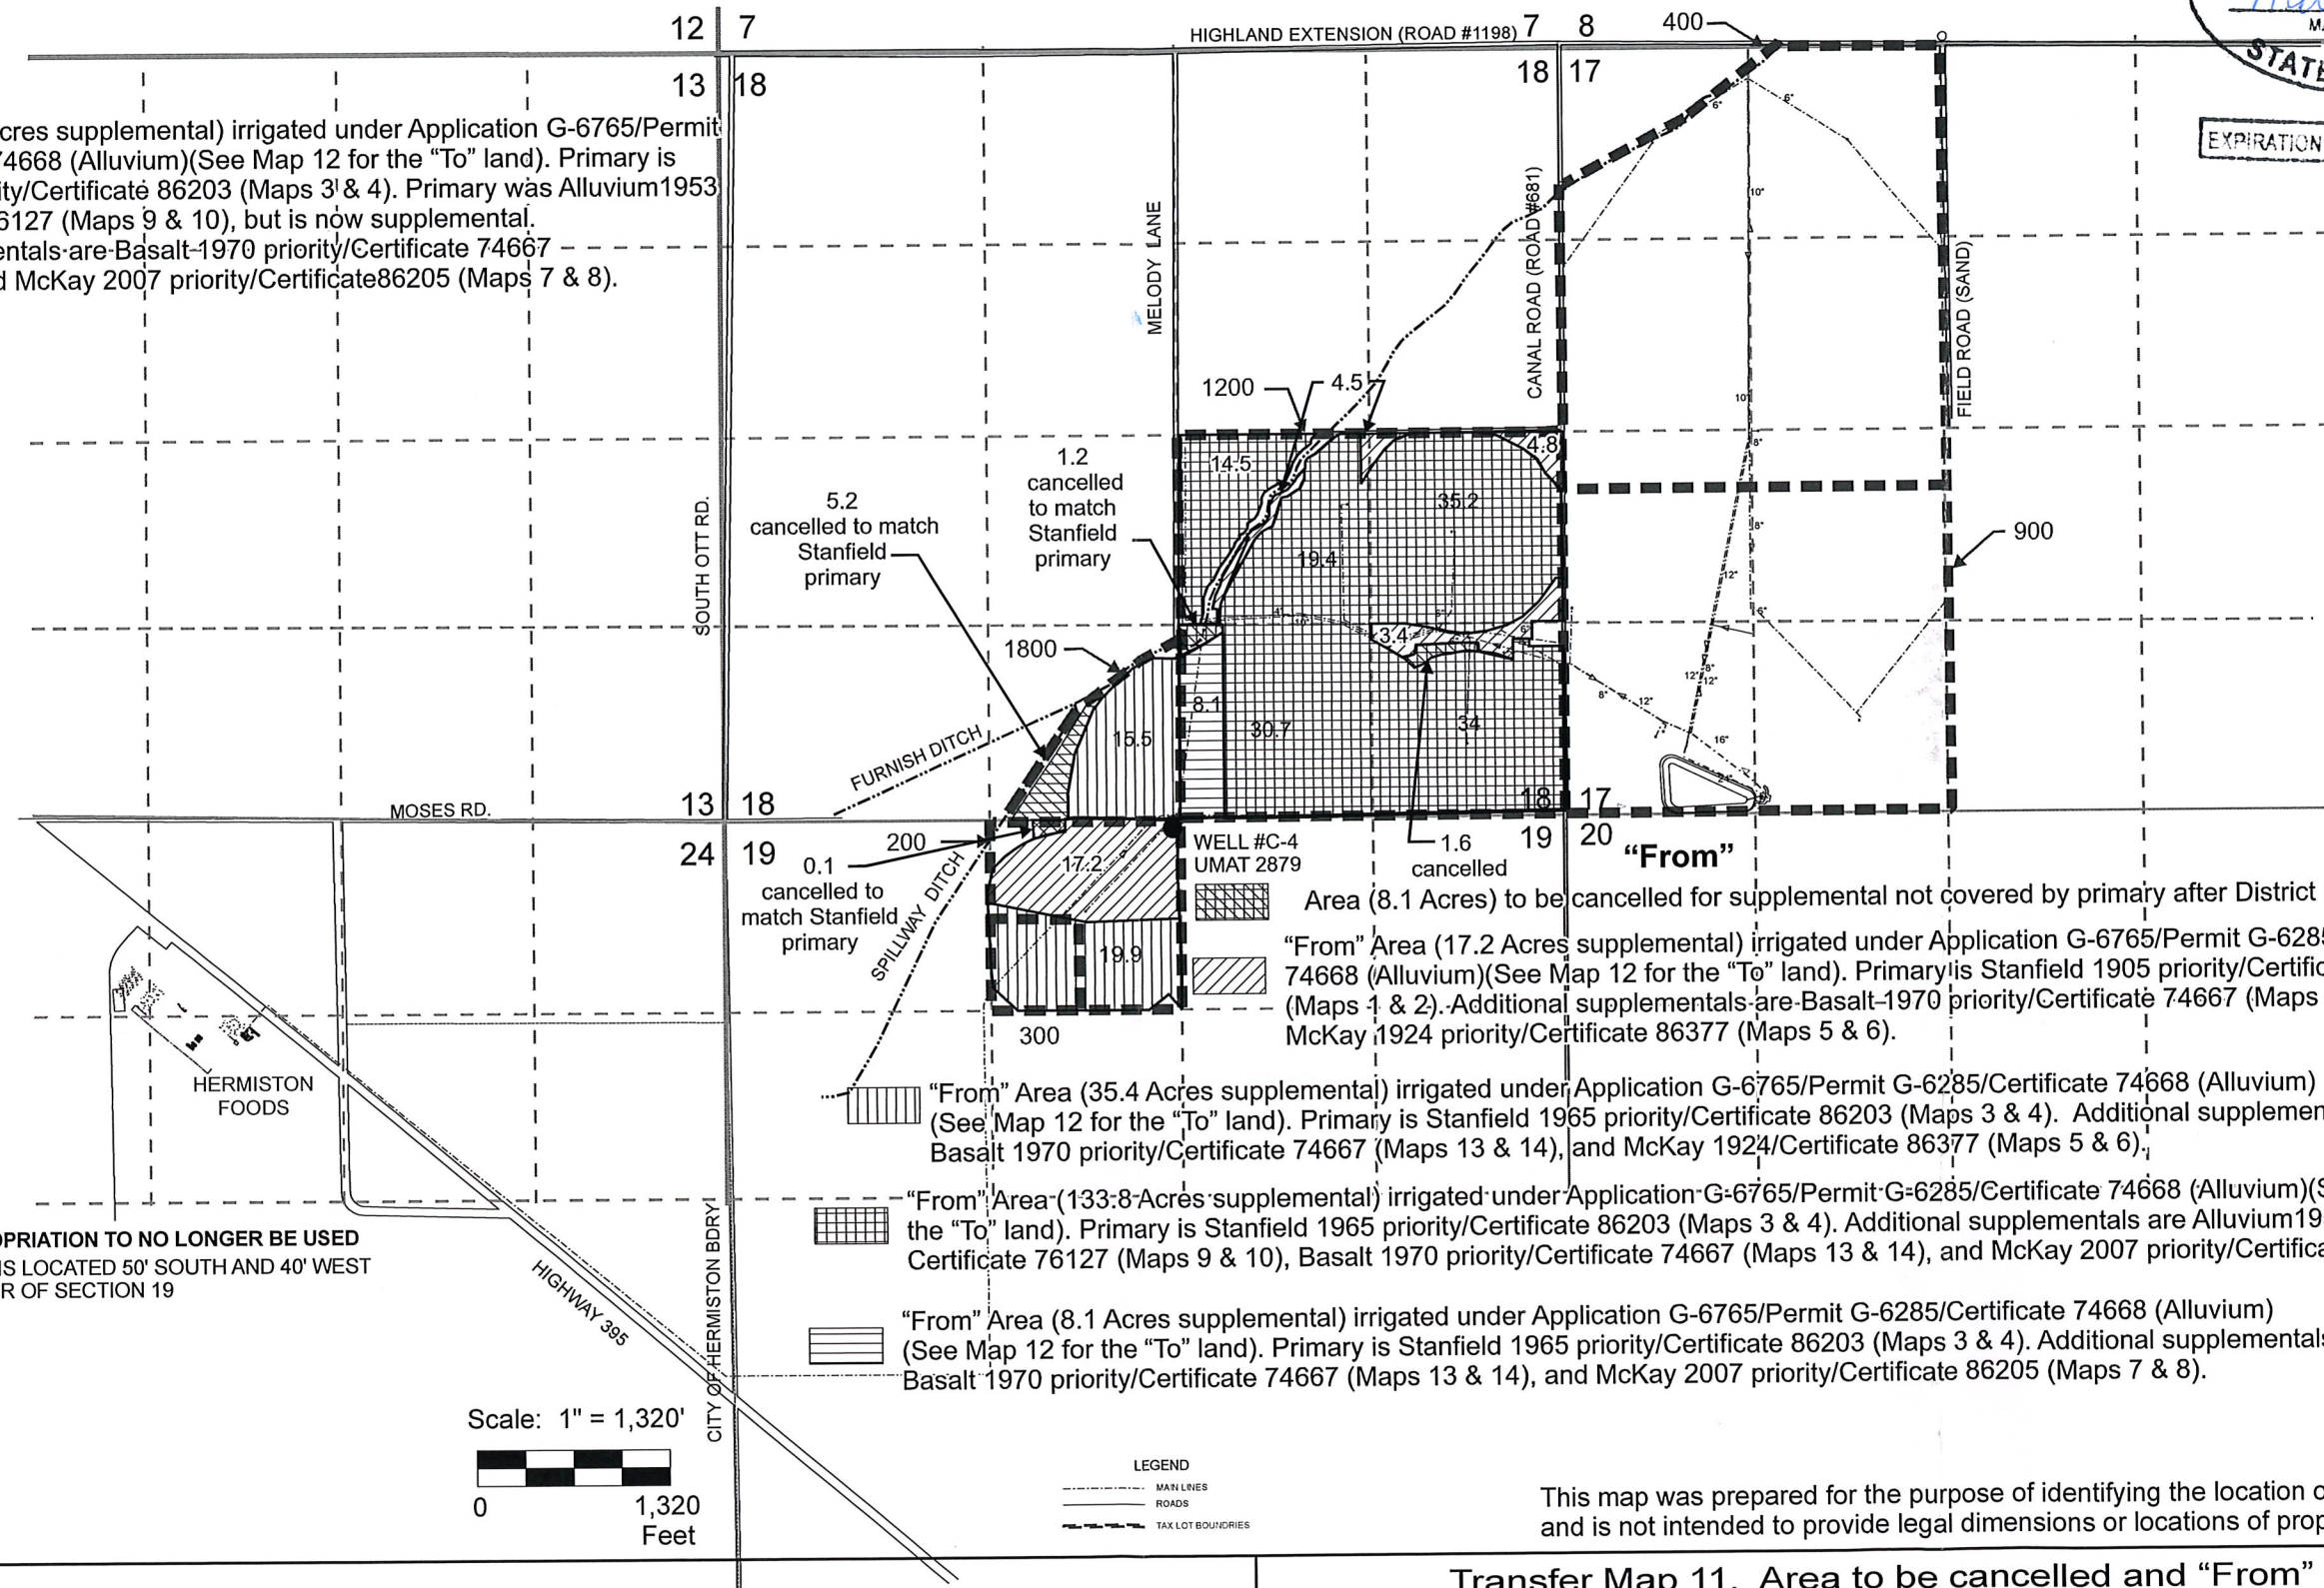 12 7
HIGHLAND EXTENSION (ROAD #1198) 7 8
400
13 18
18 17
STATE
EXPIRATION
cres supplemental) irrigated under Application G-6765/Permit
74668 (Alluvium)(See Map 12 for the “To” land). Primary is
ity/Certificate 86203 (Maps 3 & 4). Primary was Alluvium1953
6127 (Maps 9 & 10), but is now supplemental.
entals are Basalt 1970 priority/Certificate 74667
d McKay 2007 priority/Certificate86205 (Maps 7 & 8).
6"
6"
10"
MELODY LANE
CANAL ROAD (ROAD #681)
FIELD ROAD (SAND)
10"
8"
1200
4.5
14.5
4.8
35.2
19.4
1.2
cancelled
to match
Stanfield
primary
5.2
cancelled to match
Stanfield
primary
SOUTH OTT RD.
900
8"
12"
6"
4"
10"
6"
6"
3.4
1800
8.1
15.5
30.7
34
12"
8"
12"
8"
12"
16"
24"
FURNISH DITCH
MOSES RD.
13 18
18 17
24 19
19 20
200
0.1
cancelled to
match Stanfield
primary
17.2
SPILLWAY DITCH
WELL #C-4
UMAT 2879
1.6
cancelled
“From”
Area (8.1 Acres) to be cancelled for supplemental not covered by primary after District
“From” Area (17.2 Acres supplemental) irrigated under Application G-6765/Permit G-6285
74668 (Alluvium)(See Map 12 for the “To” land). Primary is Stanfield 1905 priority/Certific
(Maps 1 & 2). Additional supplementals are Basalt 1970 priority/Certificate 74667 (Maps
McKay 1924 priority/Certificate 86377 (Maps 5 & 6).
19.9
300
HERMISTON
FOODS
“From” Area (35.4 Acres supplemental) irrigated under Application G-6765/Permit G-6285/Certificate 74668 (Alluvium)
(See Map 12 for the “To” land). Primary is Stanfield 1965 priority/Certificate 86203 (Maps 3 & 4). Additional supplemen
Basalt 1970 priority/Certificate 74667 (Maps 13 & 14), and McKay 1924/Certificate 86377 (Maps 5 & 6).
“From” Area (133.8 Acres supplemental) irrigated under Application G-6765/Permit G-6285/Certificate 74668 (Alluvium)(S
the “To” land). Primary is Stanfield 1965 priority/Certificate 86203 (Maps 3 & 4). Additional supplementals are Alluvium19
Certificate 76127 (Maps 9 & 10), Basalt 1970 priority/Certificate 74667 (Maps 13 & 14), and McKay 2007 priority/Certifica
OPRIATION TO NO LONGER BE USED
IS LOCATED 50' SOUTH AND 40' WEST
R OF SECTION 19
“From” Area (8.1 Acres supplemental) irrigated under Application G-6765/Permit G-6285/Certificate 74668 (Alluvium)
(See Map 12 for the “To” land). Primary is Stanfield 1965 priority/Certificate 86203 (Maps 3 & 4). Additional supplementals
Basalt 1970 priority/Certificate 74667 (Maps 13 & 14), and McKay 2007 priority/Certificate 86205 (Maps 7 & 8).
HIGHWAY 395
CITY OF HERMISTON BDRY
Scale: 1" = 1,320'
0 1,320
Feet
LEGEND
MAIN LINES
ROADS
TAX LOT BOUNDRIES
This map was prepared for the purpose of identifying the location o
and is not intended to provide legal dimensions or locations of prop
Transfer Map 11. Area to be cancelled and “From”